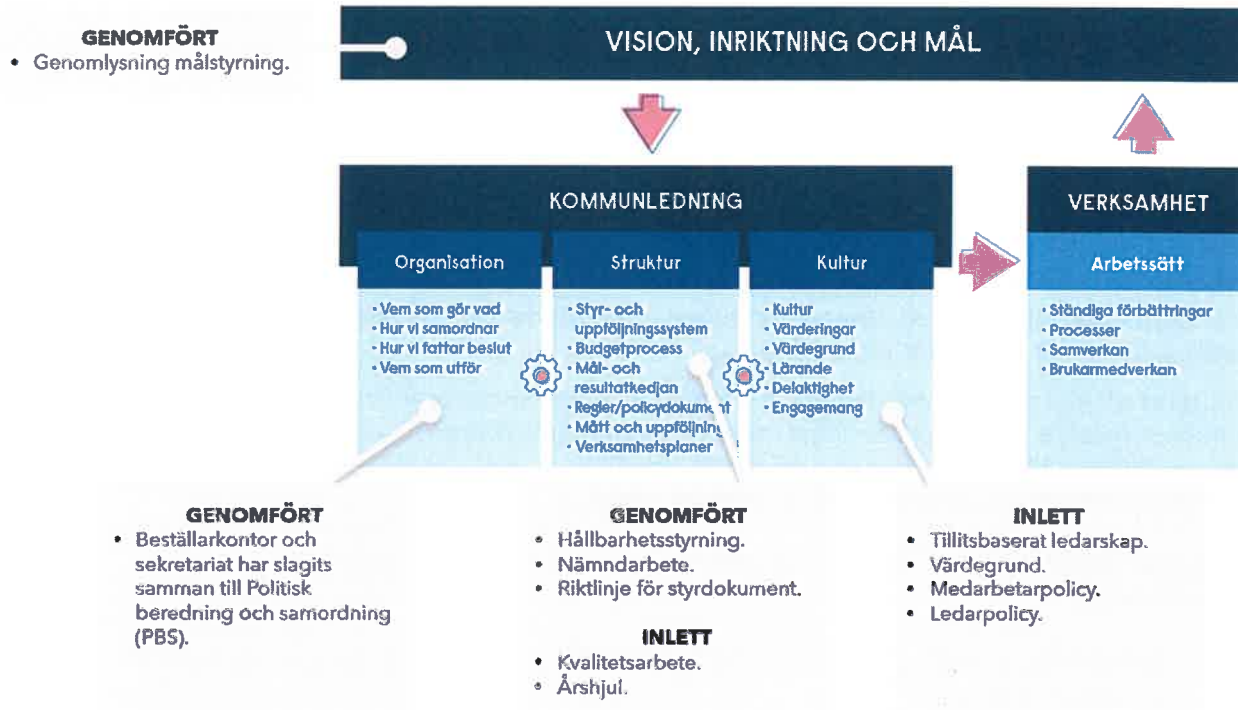 GENOMFÖRT
• Genomlysning målstyrning.
VISION, INRIKTNING OCH MÅL
KOMMUNLEDNING
Organisation
• Vem som gör vad
• Hur vi samordnar
• Hur vi fattar beslut
• Vem som utför
Struktur
• Styr- och
uppföljningssystem
• Budgetprocess
• Mål- och
resultatkedjan
• Regler/policydokument
• Mått och uppföljning
• Verksamhetsplaner
Kultur
• Kultur
• Värderingar
• Värdegrund
• Lärande
• Delaktighet
• Engagemang
VERKSAMHET
Arbetssätt
• Ständiga förbättringar
• Processer
• Samverkan
• Brukarmedverkan
GENOMFÖRT
• Beställarkontor och
sekretariat har slagits
samman till Politisk
beredning och samordning
(PBS).
GENOMFÖRT
• Hållbarhetsstyrning.
• Nämndarbete.
• Riktlinje för styrdokument.
INLETT
• Kvalitetsarbete.
• Årshjul.
INLETT
• Tillitsbaserat ledarskap.
• Värdegrund.
• Medarbetarpolicy.
• Ledarpolicy.